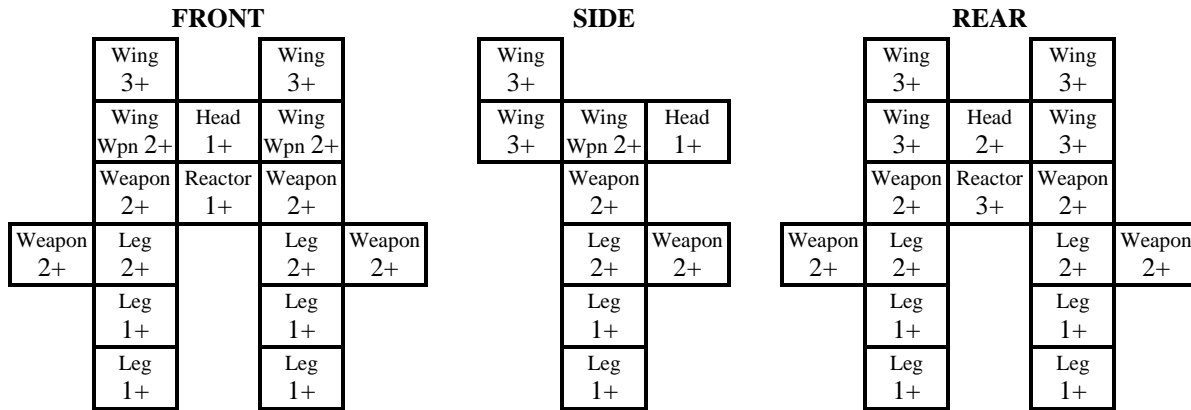 FRONT SIDE REAR
Wing Wing Wing Wing Wing
3+ 3+ 3+ 3+ 3+
Wing Head Wing Wing Wing Head Wing Head Wing
Wpn 2+ 1+ Wpn 2+ 3+ Wpn 2+ 1+ 3+ 2+ 3+
Weapon Reactor Weapon Weapon Weapon Reactor Weapon
2+ 1+ 2+ 2+ 2+ 3+ 2+
Weapon Leg Leg Weapon Leg Weapon Weapon Leg Leg Weapon
2+ 2+ 2+ 2+ 2+ 2+ 2+ 2+ 2+ 2+
Leg Leg Leg Leg Leg
1+ 1+ 1+ 1+ 1+
Leg Leg Leg Leg Leg
1+ 1+ 1+ 1+ 1+